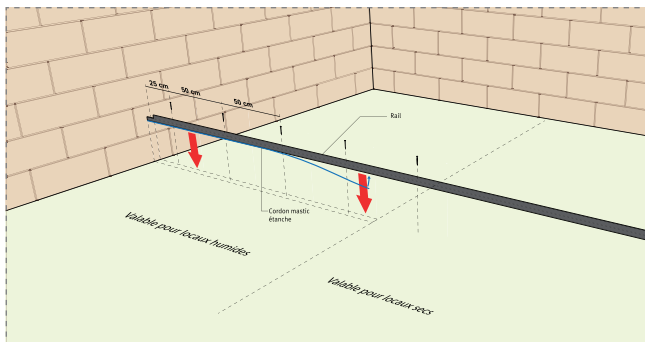 25 cm
50 cm
50 cm
Rail
Cordon mastic
étanche
Valable pour locaux humides
Valable pour locaux secs